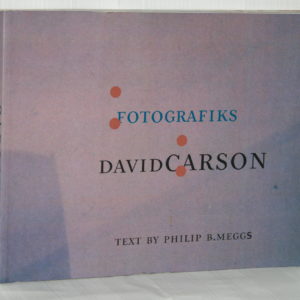 FOTOGRAFIKS
DAVIDCARSON
TEXT BY PHILIP B.MEGGS